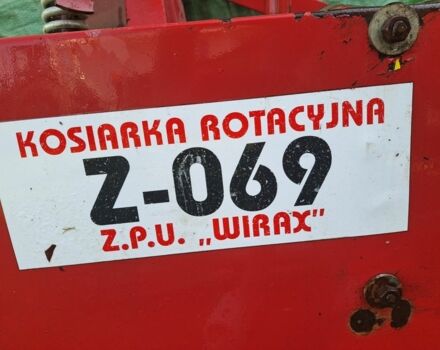 KOSIARKA ROTACYJNA
Z-069
Z.P.U. „WIRAX”